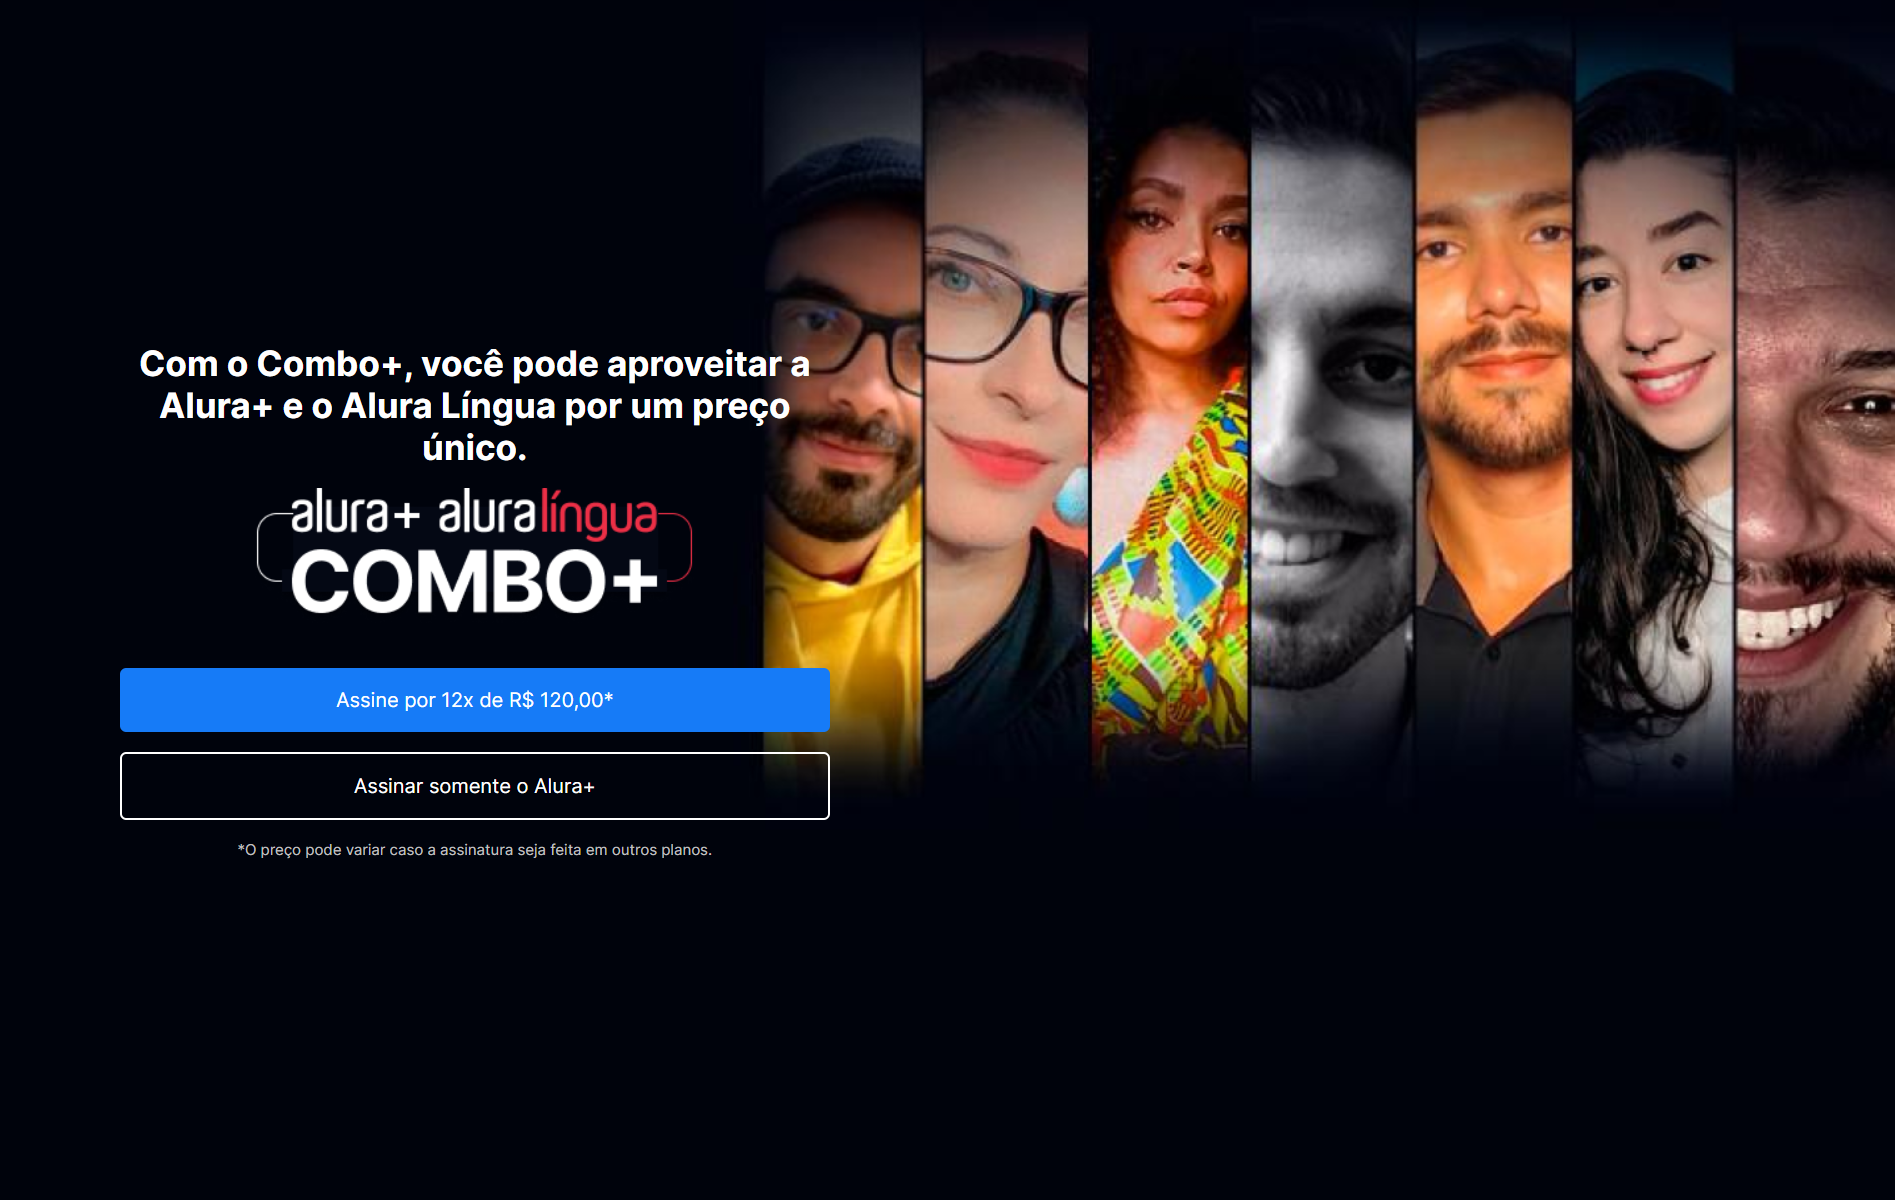 Com o Combo+, você pode aproveitar a
Alura+ e o Alura Língua por um preço
único.
alura+ aluralíngua
COMBO+
Assine por 12x de R$ 120,00*
Assinar somente o Alura+
*O preço pode variar caso a assinatura seja feita em outros planos.